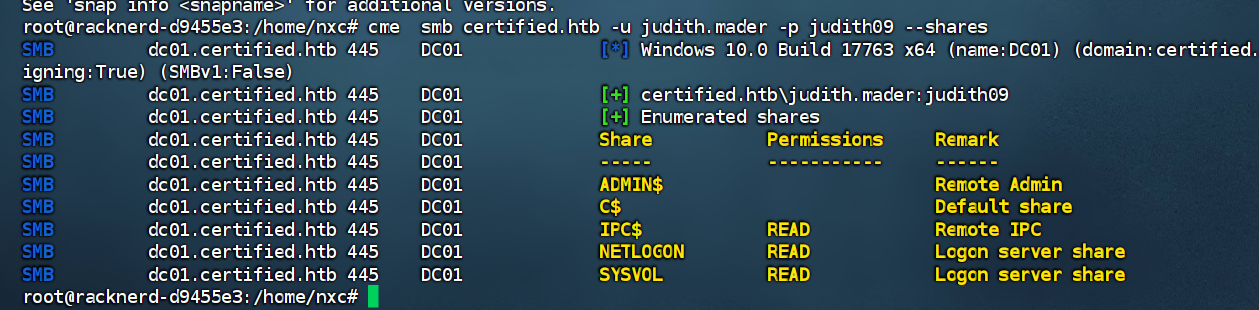 See 'snap info <snapname>' for additional versions.
root@racknerd-d9455e3:/home/nxc# cme  smb certified.htb -u judith.mader -p judith09 --shares
SMB         dc01.certified.htb 445    DC01             [*] Windows 10.0 Build 17763 x64 (name:DC01) (domain:certified.
igning:True) (SMBv1:False)
SMB         dc01.certified.htb 445    DC01             [+] certified.htb\judith.mader:judith09
SMB         dc01.certified.htb 445    DC01             [+] Enumerated shares
SMB         dc01.certified.htb 445    DC01             Share           Permissions     Remark
SMB         dc01.certified.htb 445    DC01             -----           -----------     ------
SMB         dc01.certified.htb 445    DC01             ADMIN$                          Remote Admin
SMB         dc01.certified.htb 445    DC01             C$                              Default share
SMB         dc01.certified.htb 445    DC01             IPC$            READ            Remote IPC
SMB         dc01.certified.htb 445    DC01             NETLOGON        READ            Logon server share
SMB         dc01.certified.htb 445    DC01             SYSVOL          READ            Logon server share
root@racknerd-d9455e3:/home/nxc#